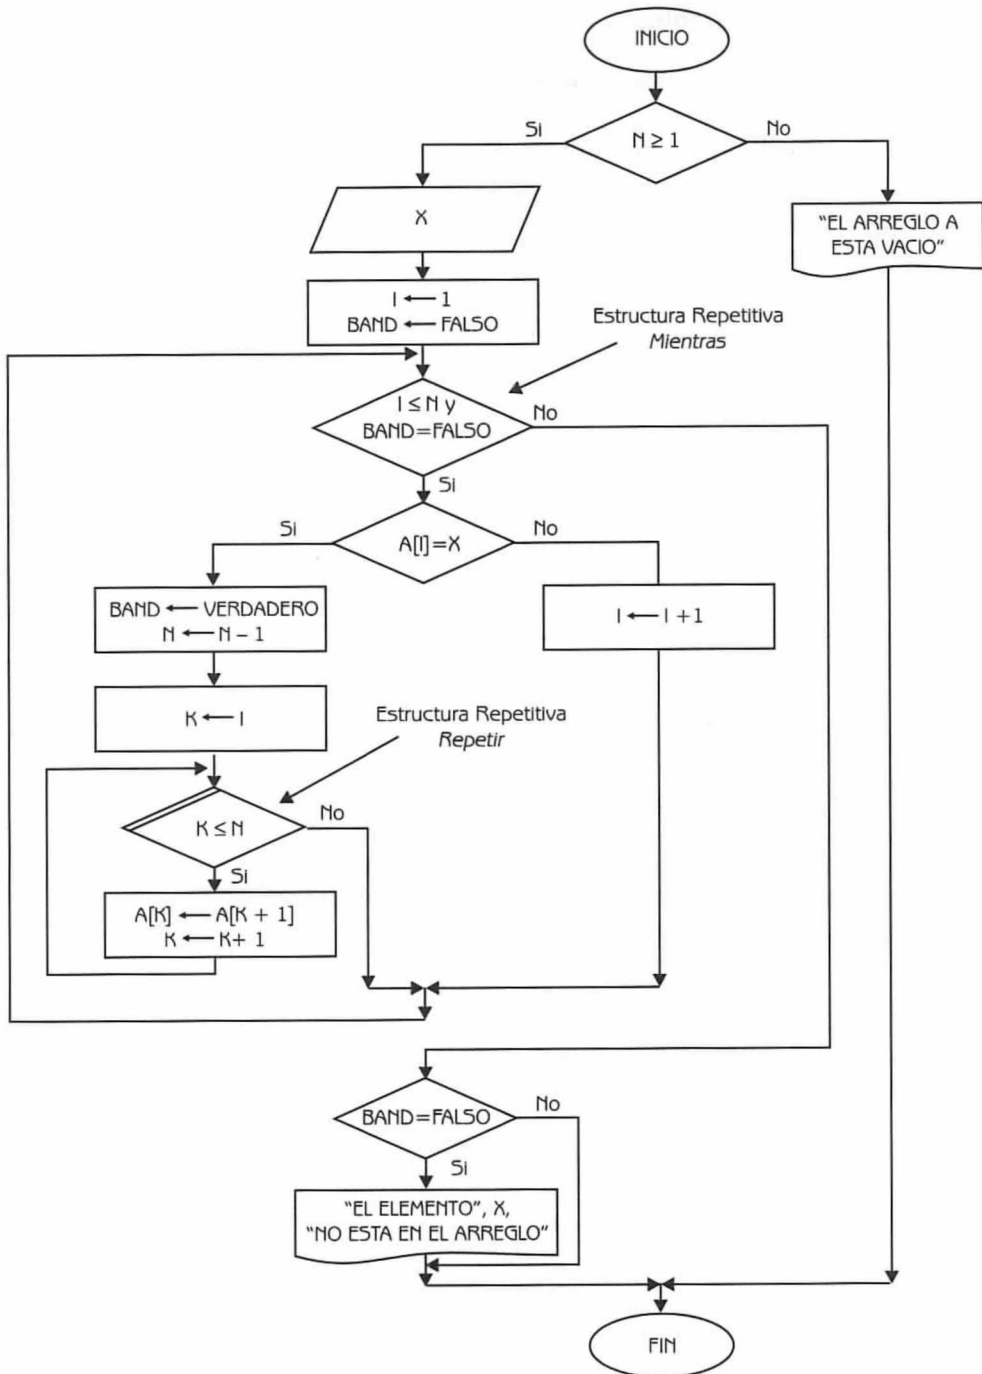 INICIO
N ≥ 1
Si
No
X
"EL ARREGLO A
ESTA VACIO"
I ← 1
BAND ← FALSO
Estructura Repetitiva
Mientras
I ≤ N y
BAND=FALSO
No
Si
A[I]=X
Si
No
BAND ← VERDADERO
N ← N - 1
I ← I + 1
K ← I
Estructura Repetitiva
Repetir
K ≤ N
No
Si
A[K] ← A[K + 1]
K ← K+ 1
BAND=FALSO
No
Si
"EL ELEMENTO", X,
"NO ESTA EN EL ARREGLO"
FIN